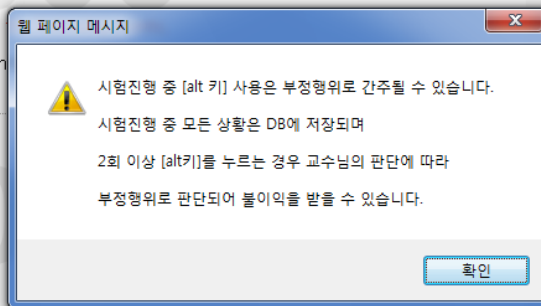 웹 페이지 메시지
시험진행 중 [alt 키] 사용은 부정행위로 간주될 수 있습니다.
시험진행 중 모든 상황은 DB에 저장되며
2회 이상 [alt키]를 누르는 경우 교수님의 판단에 따라
부정행위로 판단되어 불이익을 받을 수 있습니다.
확인